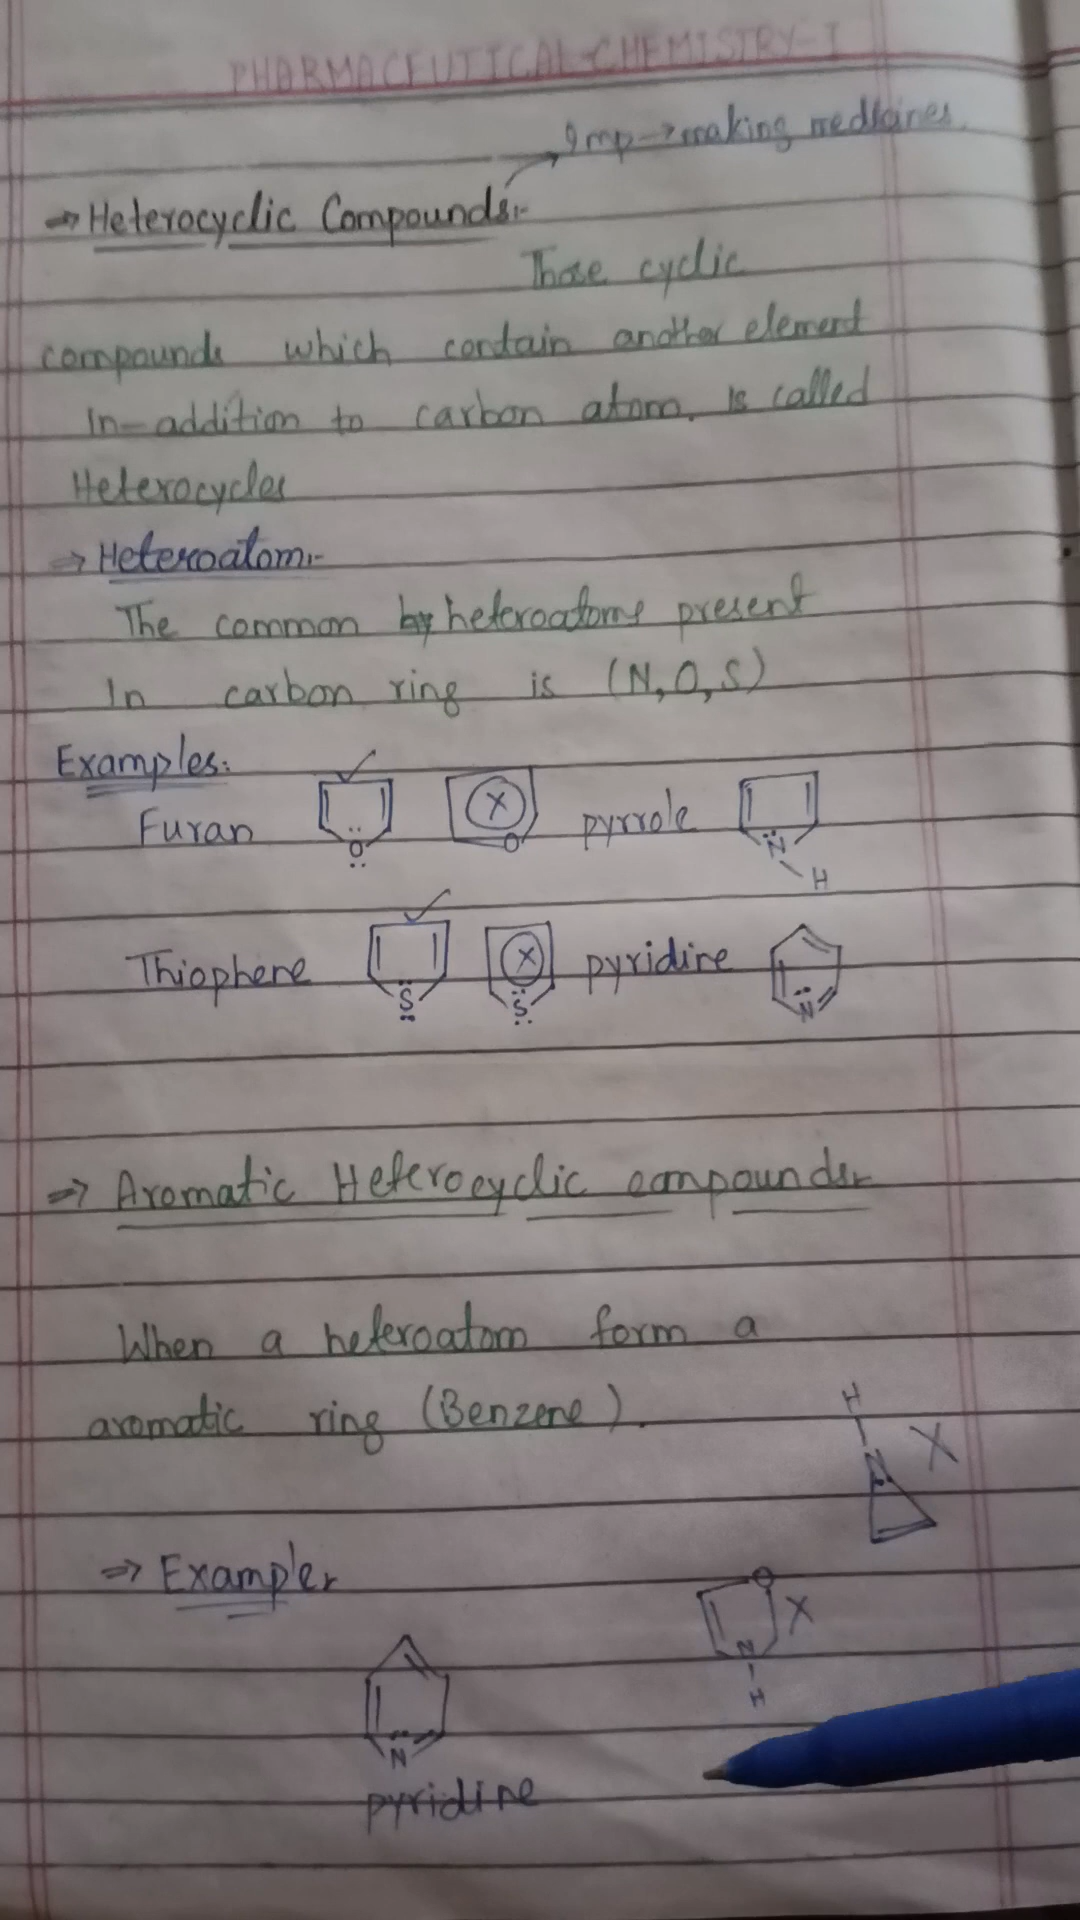 PHARMACEUTICAL CHEMISTRY-I
Imp → making medicines
⇒ Heterocyclic Compounds:-
Those cyclic
compounds which contain another element
In-addition to carbon atom. Is called
Heterocycles
→ Heteroatom:-
The common heteroatoms present
In carbon ring is (N, O, S)
Examples:
Furan O X O pyrrole N H
Thiophene S X S pyridine N
⇒ Aromatic Heterocyclic compounds:-
When a heteroatom form a
aromatic ring (Benzene).
H
N X
⇒ Example:-
O
X
N
H
N
pyridine